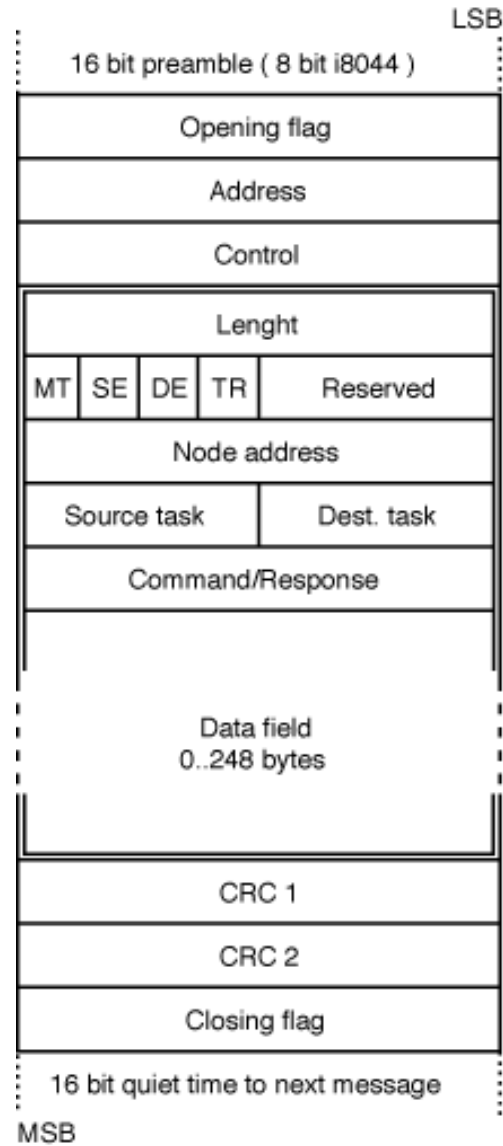 LSB
16 bit preamble ( 8 bit i8044 )
Opening flag
Address
Control
Lenght
MT SE DE TR Reserved
Node address
Source task Dest. task
Command/Response
Data field
0..248 bytes
CRC 1
CRC 2
Closing flag
16 bit quiet time to next message
MSB